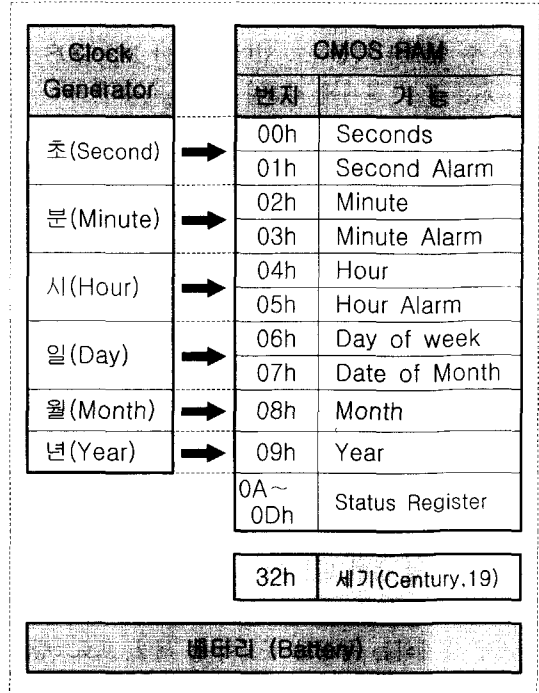 Clock Generator
CMOS RAM
번지 기 능
초(Second)
00h Seconds
01h Second Alarm
분(Minute)
02h Minute
03h Minute Alarm
시(Hour)
04h Hour
05h Hour Alarm
일(Day)
06h Day of week
07h Date of Month
월(Month) 08h Month
년(Year) 09h Year
0A~
0Dh
Status Register
32h 세기(Century.19)
배터리 (Battery)